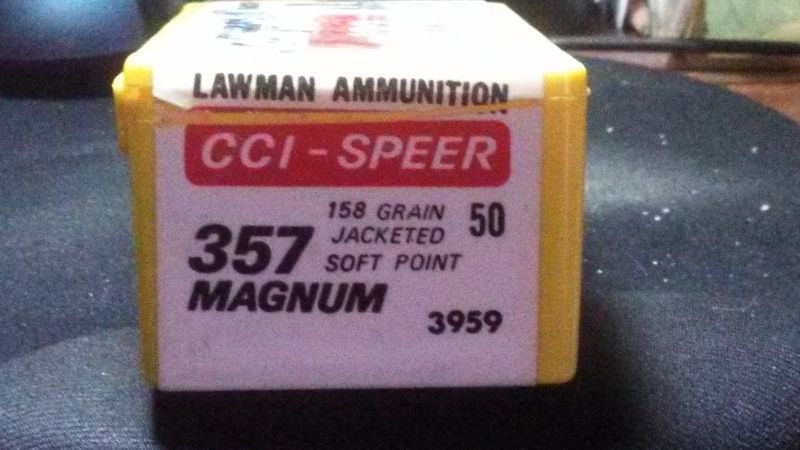 LAWMAN AMMUNITION
CCI-SPEER
357 MAGNUM
158 GRAIN
JACKETED
SOFT POINT
50
3959